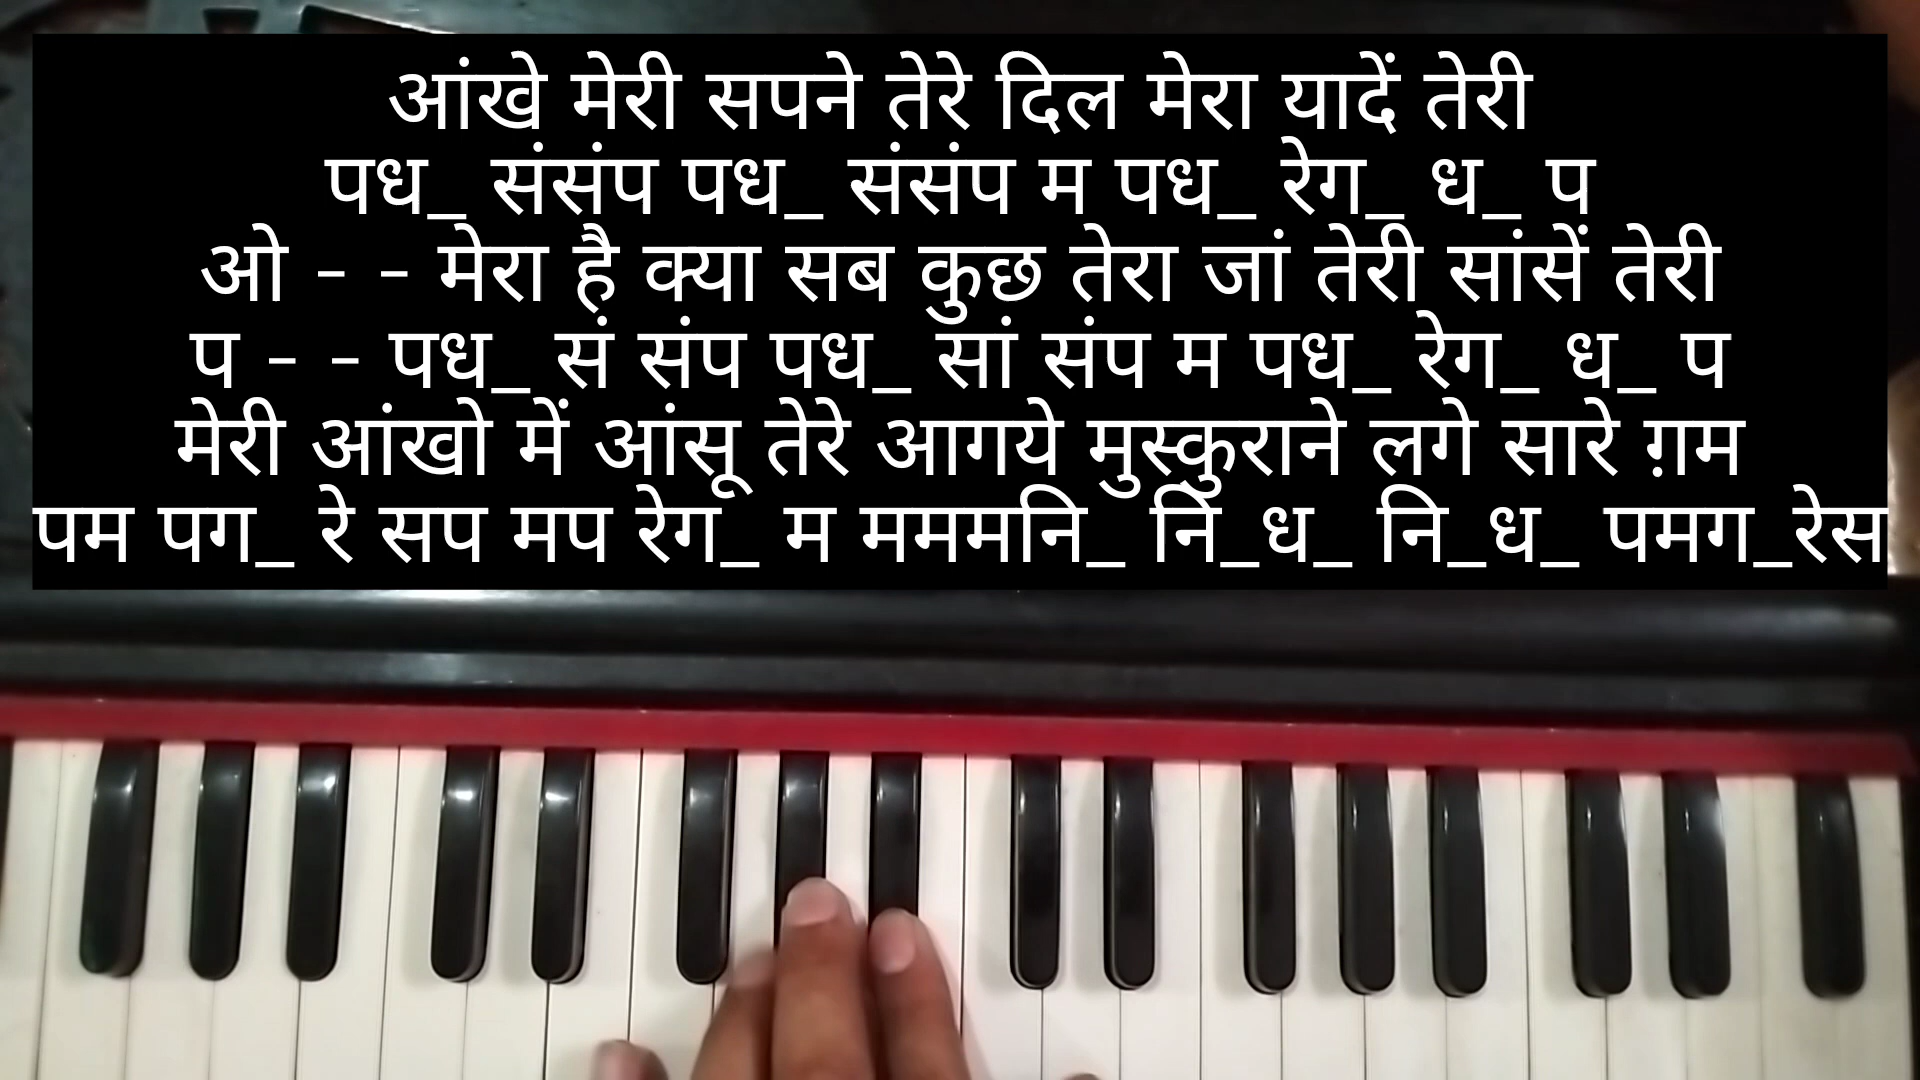 आंखे मेरी सपने तेरे दिल मेरा यादें तेरी
पध_ संसंप पध_ संसंप म पध_ रेग_ ध_ प
ओ - - मेरा है क्या सब कुछ तेरा जां तेरी सांसें तेरी
प - - पध_ सं संप पध_ सां संप म पध_ रेग_ ध_ प
मेरी आंखो में आंसू तेरे आगये मुस्कुराने लगे सारे ग़म
पम पग_ रे सप मप रेग_ म मममनि_ नि_ध_ नि_ध_ पमग_रेस